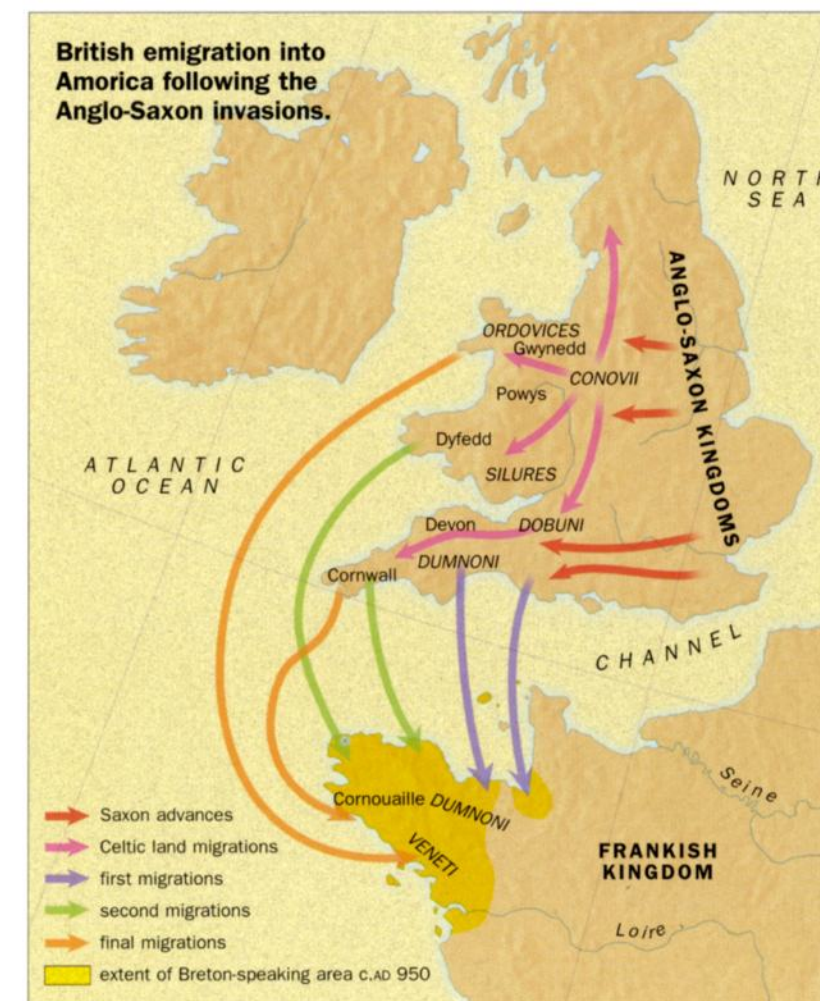 British emigration into
Amorica following the
Anglo-Saxon invasions.
NORTH
SEA
ANGLO-SAXON KINGDOMS
ORDOVICES
Gwynedd
CONOVII
Powys
Dyfedd
SILURES
ATLANTIC
OCEAN
Devon
DOBUNI
DUMNONI
Cornwall
CHANNEL
Seine
Cornouaille DUMNONI
VENETI
FRANKISH
KINGDOM
Loire
Saxon advances
Celtic land migrations
first migrations
second migrations
final migrations
extent of Breton-speaking area c.AD 950